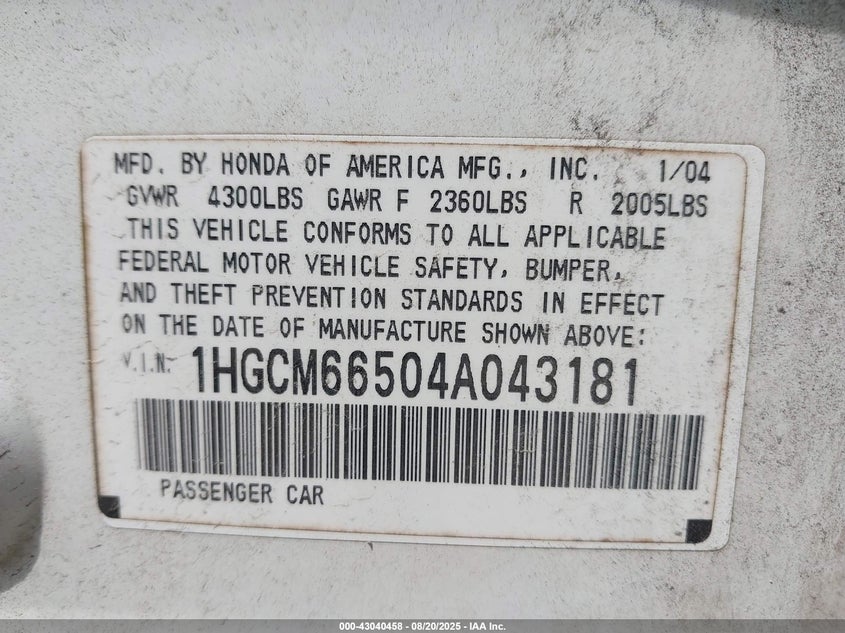 MFD. BY HONDA OF AMERICA MFG., INC. 1/04
GVWR 4300LBS GAWR F 2360LBS R 2005LBS
THIS VEHICLE CONFORMS TO ALL APPLICABLE
FEDERAL MOTOR VEHICLE SAFETY, BUMPER,
AND THEFT PREVENTION STANDARDS IN EFFECT
ON THE DATE OF MANUFACTURE SHOWN ABOVE:
V.I.N: 1HGCM66504A043181
PASSENGER CAR
000-43040458 - 08/20/2025 - IAA Inc.